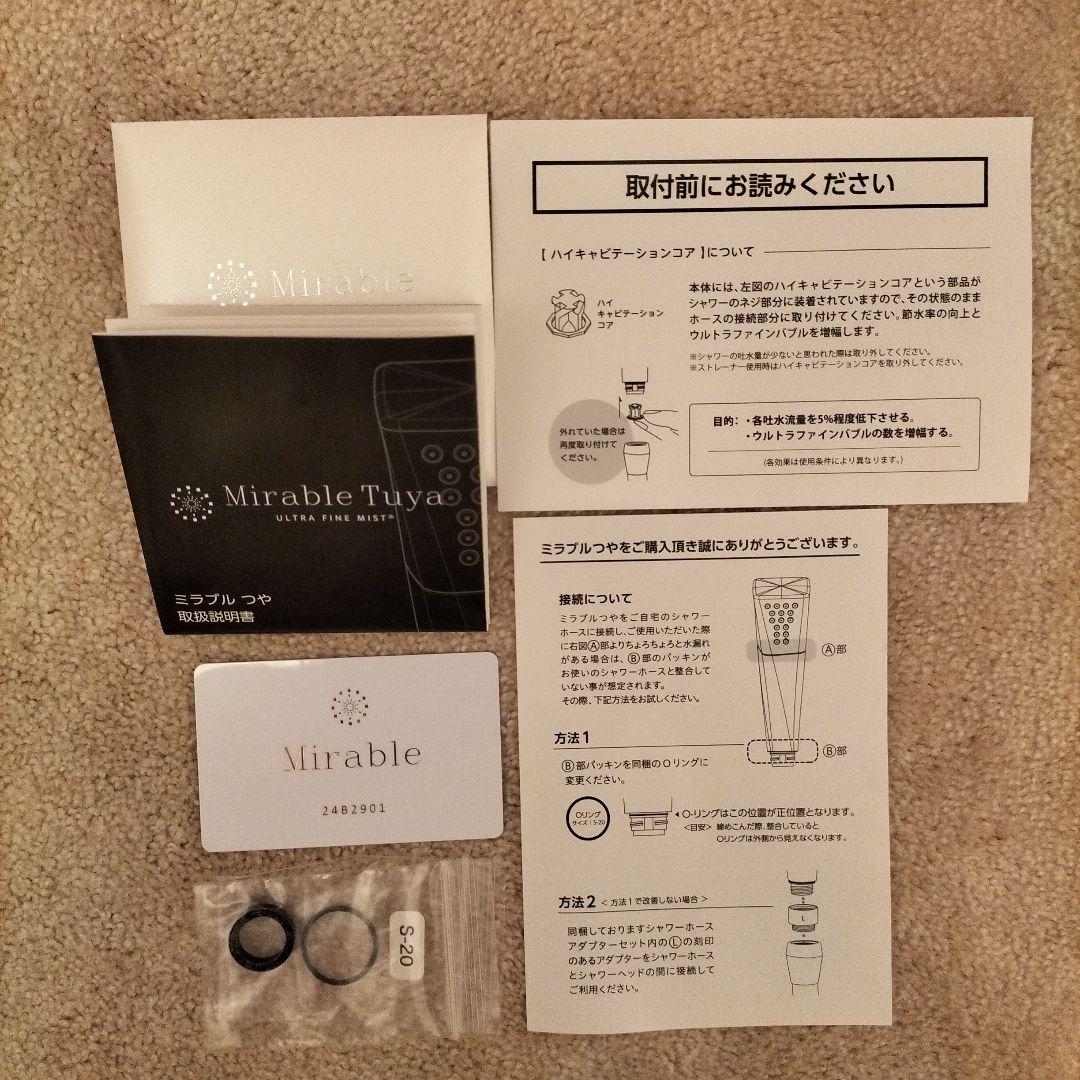 Mirable
Mirable Tuya
ULTRA FINE MIST®
ミラブル つや
取扱説明書
Mirable
24B2901
S-20
取付前にお読みください
【 ハイキャビテーションコア 】について
ハイ
キャビテーション
コア
本体には、左図のハイキャビテーションコアという部品が
シャワーのネジ部分に装着されていますので、その状態のまま
ホースの接続部分に取り付けてください。節水率の向上と
ウルトラファインバブルを増幅します。
※シャワーの吐水量が少ないと思われた際は取り外してください。
※ストレーナー使用時はハイキャビテーションコアを取り外してください。
外れていた場合は
再度取り付けて
ください。
目的：・各吐水流量を5%程度低下させる。
・ウルトラファインバブルの数を増幅する。
(各効果は使用条件により異なります。)
ミラブルつやをご購入頂き誠にありがとうございます。
接続について
ミラブルつやをご自宅のシャワー
ホースに接続し、ご使用いただいた際
に右図Ⓐ部よりちょろちょろと水漏れ
がある場合は、Ⓑ部のパッキンが
お使いのシャワーホースと整合して
いない事が想定されます。
その際、下記方法をお試しください。
Ⓐ部
Ⓑ部
方法1
Ⓑ部パッキンを同梱のOリングに
変更ください。
Oリング
サイズ：S-20
◀ O-リングはこの位置が正位置となります。
<目安> 締めこんだ際、整合していると
Oリングは外側から見えなくなります。
方法2 < 方法1で改善しない場合 >
同梱しておりますシャワーホース
アダプターセット内のⓁの刻印
のあるアダプターをシャワーホース
とシャワーヘッドの間に接続して
ご利用ください。
L